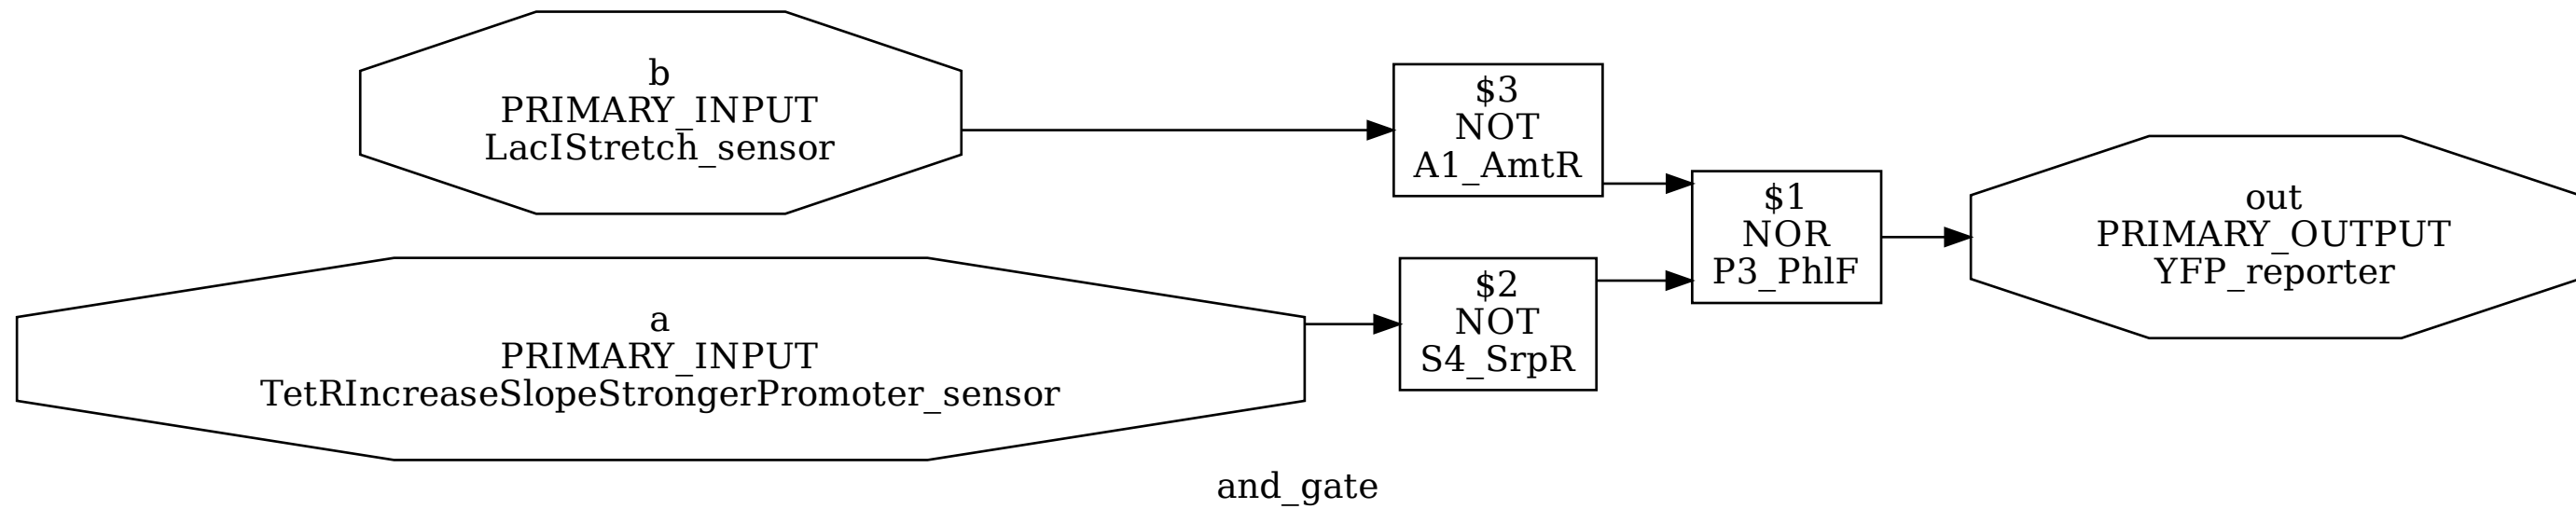 b
PRIMARY_INPUT
LacIStretch_sensor
$3
NOT
A1_AmtR
$1
NOR
P3_PhlF
out
PRIMARY_OUTPUT
YFP_reporter
a
PRIMARY_INPUT
TetRIncreaseSlopeStrongerPromoter_sensor
$2
NOT
S4_SrpR
and_gate